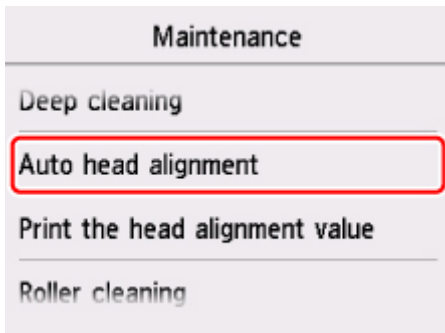 Maintenance
Deep cleaning
Auto head alignment
Print the head alignment value
Roller cleaning